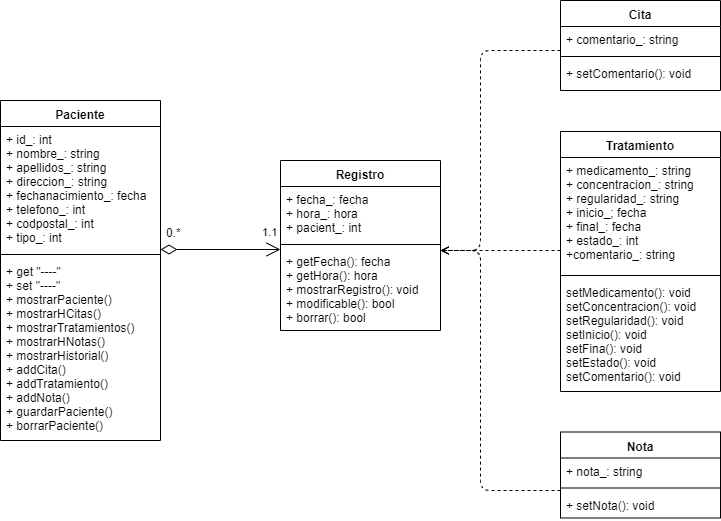 Paciente
+ id_: int
+ nombre_: string
+ apellidos_: string
+ direccion_: string
+ fechanacimiento_: fecha
+ telefono_: int
+ codpostal_: int
+ tipo_: int
+ get "----"
+ set "----"
+ mostrarPaciente()
+ mostrarHCitas()
+ mostrarTratamientos()
+ mostrarHNotas()
+ mostrarHistorial()
+ addCita()
+ addTratamiento()
+ addNota()
+ guardarPaciente()
+ borrarPaciente()
0.*
1.1
Registro
+ fecha_: fecha
+ hora_: hora
+ pacient_: int
+ getFecha(): fecha
+ getHora(): hora
+ mostrarRegistro(): void
+ modificable(): bool
+ borrar(): bool
Cita
+ comentario_: string
+ setComentario(): void
Tratamiento
+ medicamento_: string
+ concentracion_: string
+ regularidad_: string
+ inicio_: fecha
+ final_: fecha
+ estado_: int
+comentario_: string
setMedicamento(): void
setConcentracion(): void
setRegularidad(): void
setInicio(): void
setFina(): void
setEstado(): void
setComentario(): void
Nota
+ nota_: string
+ setNota(): void